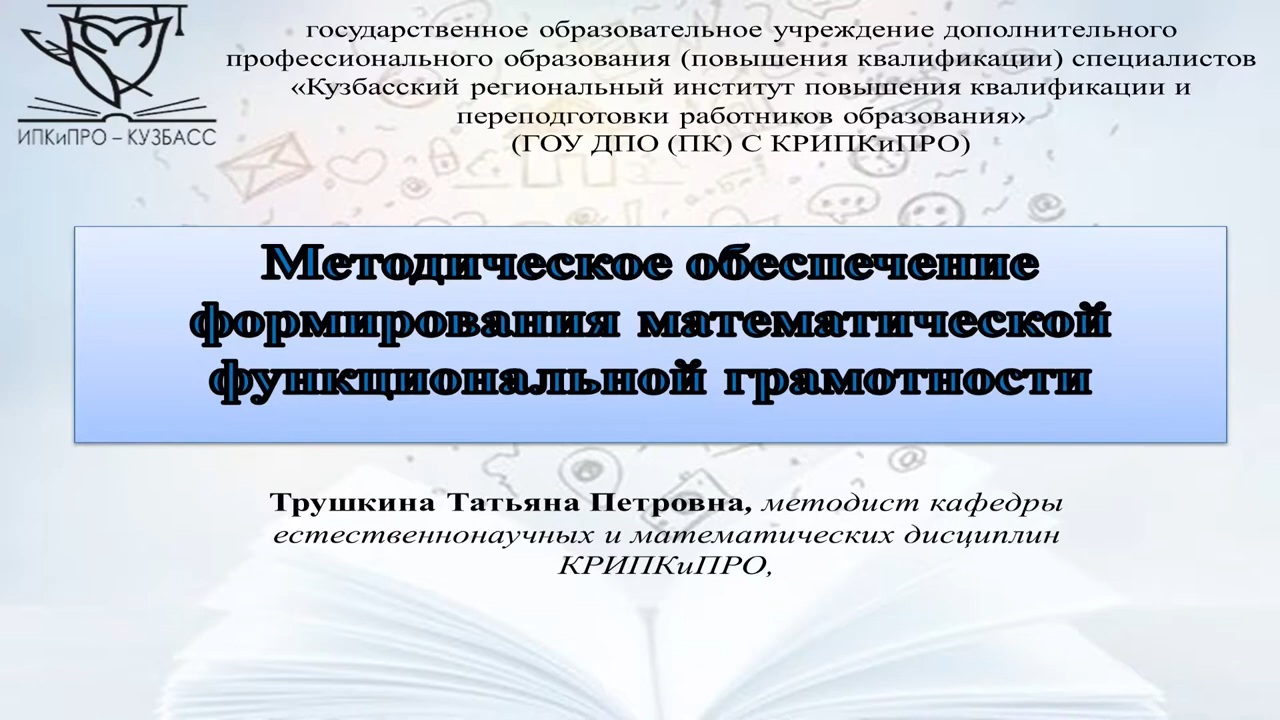 государственное образовательное учреждение дополнительного
профессионального образования (повышения квалификации) специалистов
«Кузбасский региональный институт повышения квалификации и
переподготовки работников образования»
(ГОУ ДПО (ПК) С КРИПКиПРО)
ИПКиПРО – КУЗБАСС
Методическое обеспечение
формирования математической
функциональной грамотности
Трушкина Татьяна Петровна, методист кафедры
естественнонаучных и математических дисциплин
КРИПКиПРО,